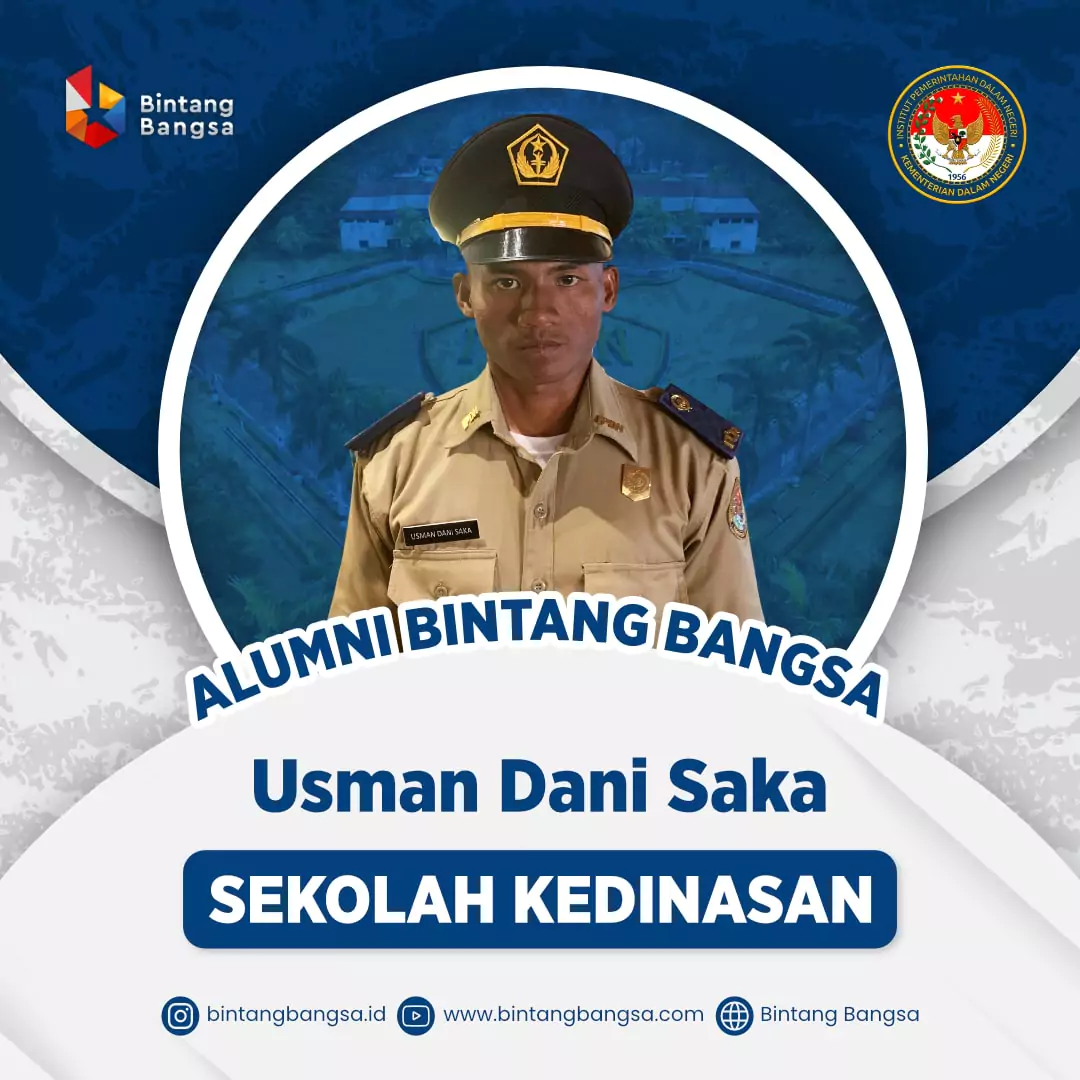 Bintang
Bangsa
INSTITUT PEMERINTAHAN DALAM NEGERI
1956
KEMENTERIAN DALAM NEGERI
IPDN
USMAN DANI SAKA
ALUMNI BINTANG BANGSA
Usman Dani Saka
SEKOLAH KEDINASAN
bintangbangsa.id www.bintangbangsa.com Bintang Bangsa